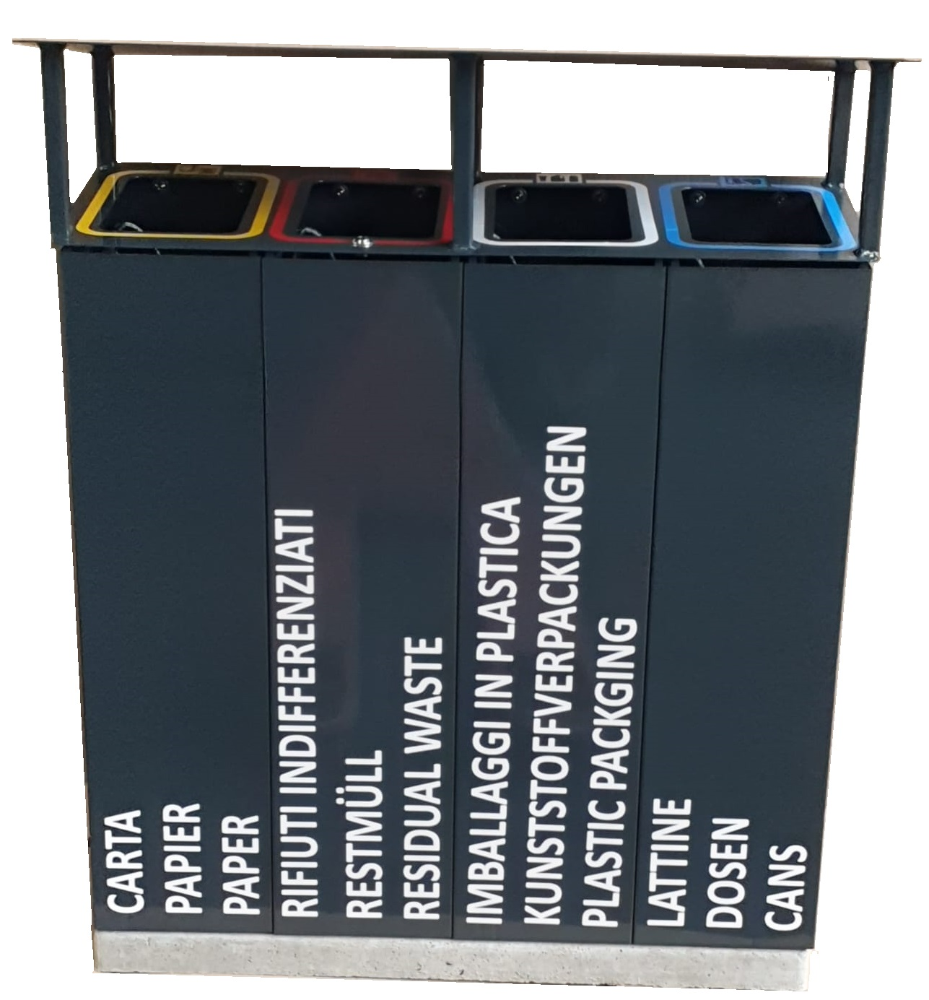 CARTA
PAPIER
PAPER
RIFIUTI INDIFFERENZIATI
RESTMÜLL
RESIDUAL WASTE
IMBALLAGGI IN PLASTICA
KUNSTSTOFFVERPACKUNGEN
PLASTIC PACKGING
LATTINE
DOSEN
CANS